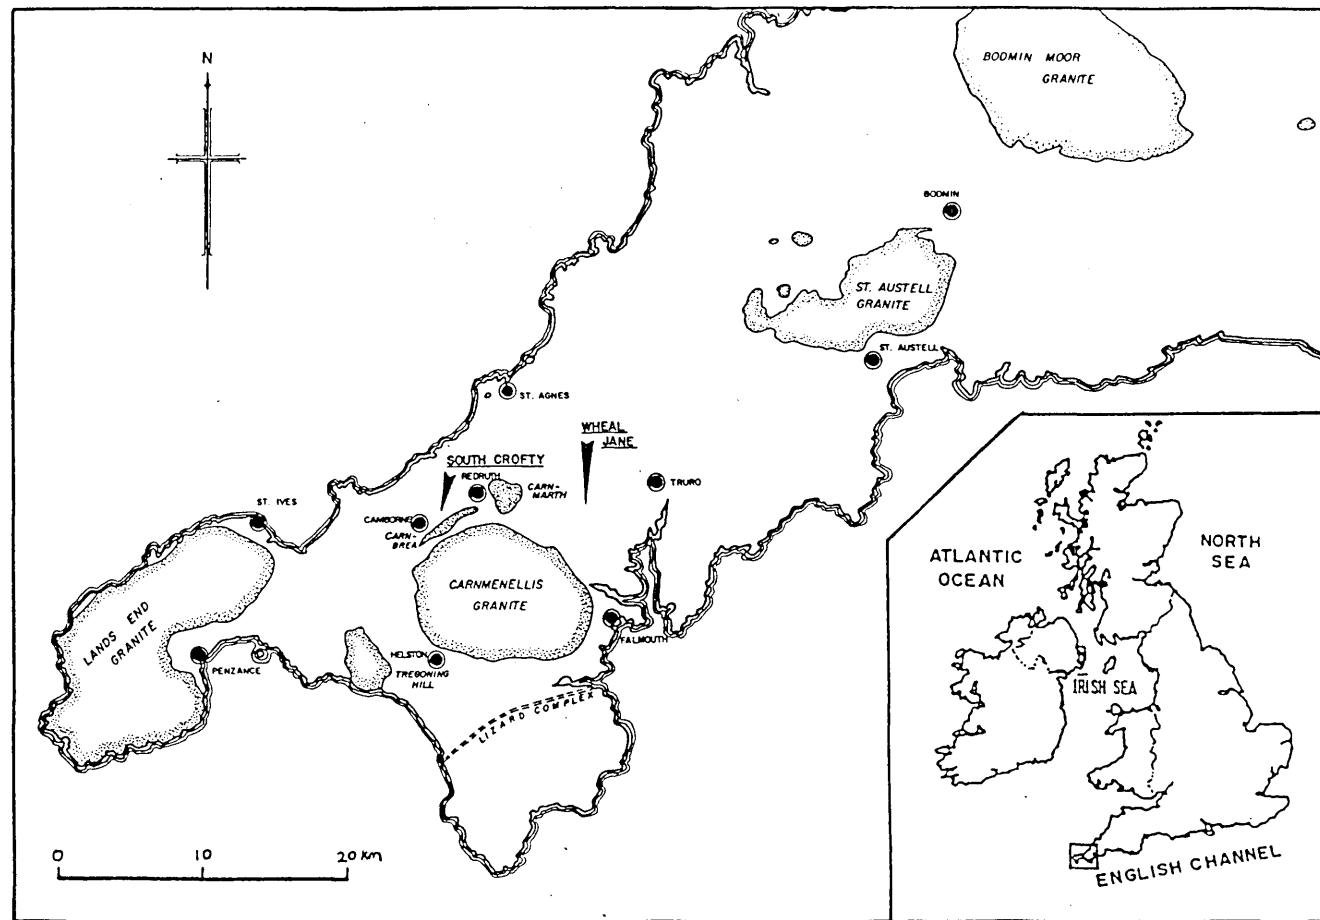 N
BODMIN MOOR
GRANITE
BODMIN
ST. AUSTELL
GRANITE
ST. AUSTELL
ST. AGNES
WHEAL
JANE
SOUTH CROFTY
REDRUTH
CARN-
MARTH
TRURO
ST. IVES
CAMBORNE
CARN-
BREA
CARNMENELLIS
GRANITE
LANDS END
GRANITE
FALMOUTH
PENZANCE
HELSTON
TREGONING
HILL
LIZARD COMPLEX
0 10 20 Km
ATLANTIC
OCEAN
NORTH
SEA
IRISH SEA
ENGLISH CHANNEL